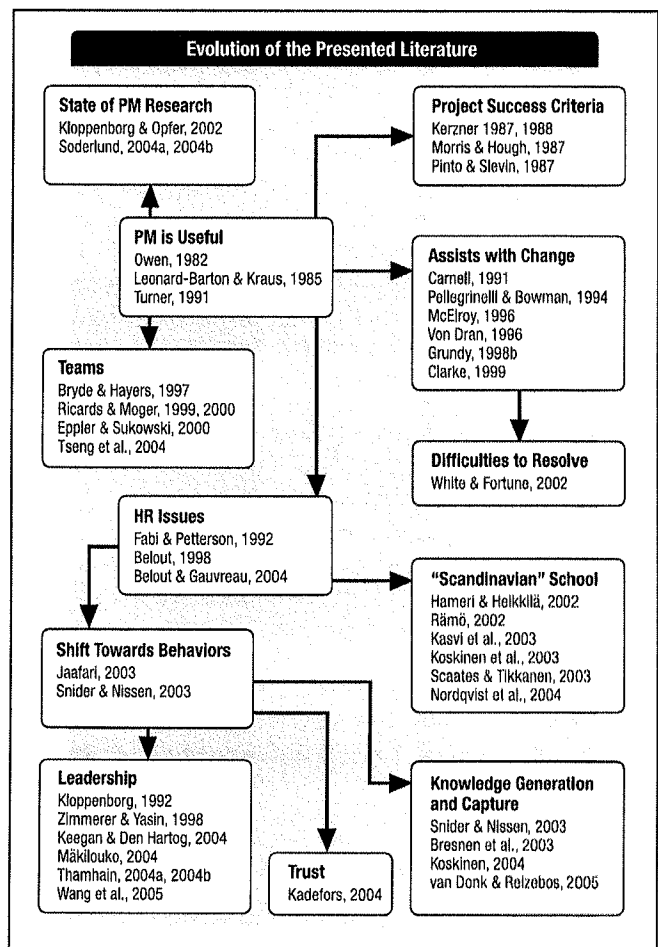 Evolution of the Presented Literature
State of PM Research
Kloppenborg & Opfer, 2002
Soderlund, 2004a, 2004b
Project Success Criteria
Kerzner 1987, 1988
Morris & Hough, 1987
Pinto & Slevin, 1987
PM is Useful
Owen, 1982
Leonard-Barton & Kraus, 1985
Turner, 1991
Assists with Change
Carnell, 1991
Pellegrinelli & Bowman, 1994
McElroy, 1996
Von Dran, 1996
Grundy, 1998b
Clarke, 1999
Teams
Bryde & Hayers, 1997
Ricards & Moger, 1999, 2000
Eppler & Sukowski, 2000
Tseng et al., 2004
Difficulties to Resolve
White & Fortune, 2002
HR Issues
Fabi & Petterson, 1992
Belout, 1998
Belout & Gauvreau, 2004
"Scandinavian" School
Hameri & Heikkilä, 2002
Rämö, 2002
Kasvi et al., 2003
Koskinen et al., 2003
Scaates & Tikkanen, 2003
Nordqvist et al., 2004
Shift Towards Behaviors
Jaafari, 2003
Snider & Nissen, 2003
Leadership
Kloppenborg, 1992
Zimmerer & Yasin, 1998
Keegan & Den Hartog, 2004
Mäkilouko, 2004
Thamhain, 2004a, 2004b
Wang et al., 2005
Trust
Kadefors, 2004
Knowledge Generation
and Capture
Snider & Nissen, 2003
Bresnen et al., 2003
Koskinen, 2004
van Donk & Reizebos, 2005